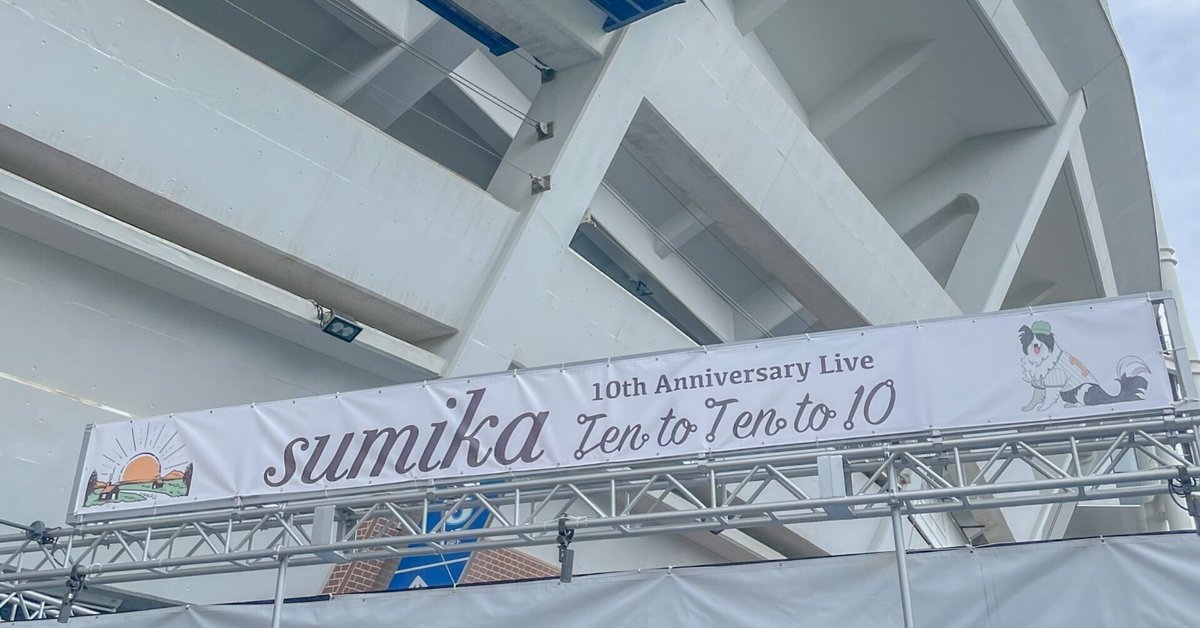 sumika
10th Anniversary Live
Ten to Ten to 10